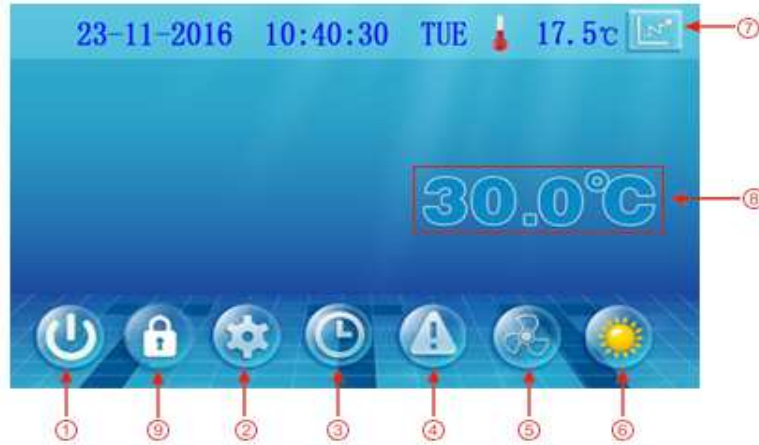 23-11-2016 10:40:30 TUE 17.5℃ ⑦
30.0°C ⑧
① ⑨ ② ③ ④ ⑤ ⑥